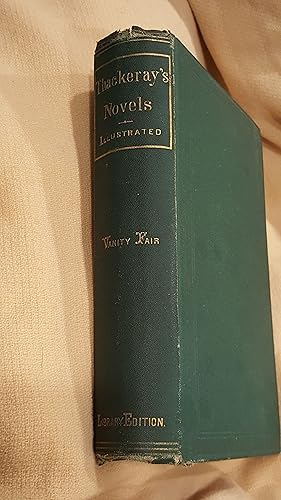 Thackeray's
Novels
ILLUSTRATED
VANITY FAIR
LIBRARY EDITION.